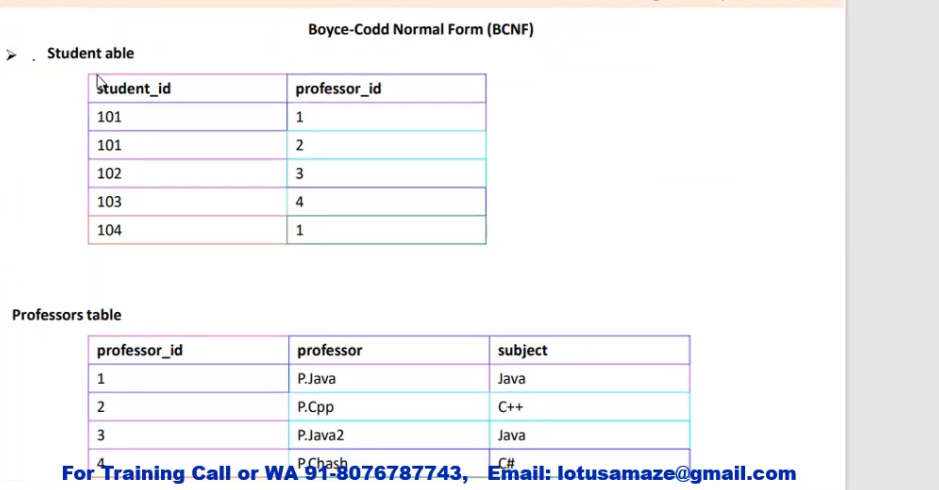 Boyce-Codd Normal Form (BCNF)
➢ . Student able
student_id professor_id
101 1
101 2
102 3
103 4
104 1
Professors table
professor_id professor subject
1 P.Java Java
2 P.Cpp C++
3 P.Java2 Java
4 P.Chash C#
For Training Call or WA 91-8076787743, Email: lotusamaze@gmail.com